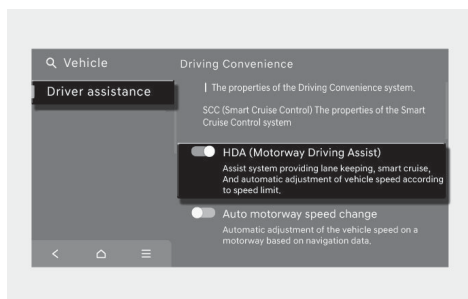 Vehicle
Driving Convenience
Driver assistance
The properties of the Driving Convenience system.
SCC (Smart Cruise Control) The properties of the Smart
Cruise Control system
HDA (Motorway Driving Assist)
Assist system providing lane keeping, smart cruise,
And automatic adjustment of vehicle speed according
to speed limit.
Auto motorway speed change
Automatic adjustment of the vehicle speed on a
motorway based on navigation data.